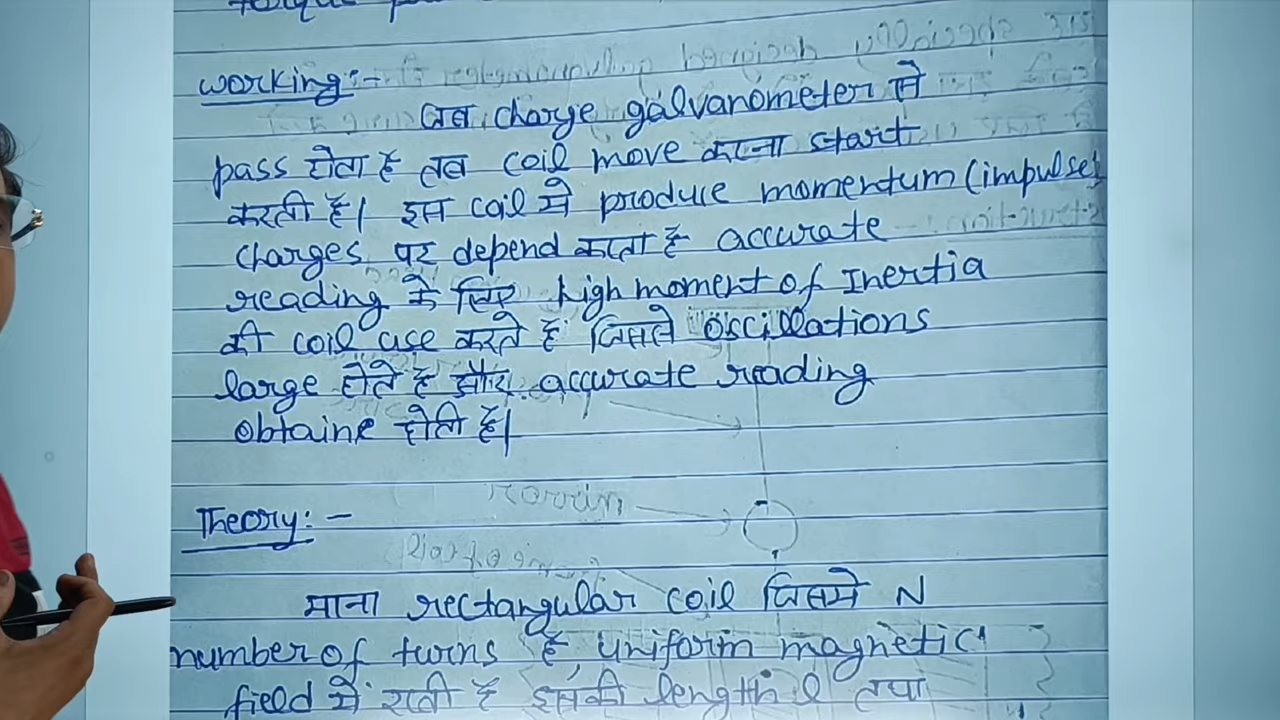 working:-
जब charge galvanometer से
pass होता है तब coil move करना start
करती है। इस coil मे produce momentum (impulse)
charges पर depend करता है accurate
reading के लिए high moment of Inertia
की coil use करते है जिससे oscillations
large होते है और accurate reading
obtaine होती है।
Theory:-
माना rectangular coil जिसमे N
number of turns है, uniform magnetic
field में रखी है इसकी length l तथा